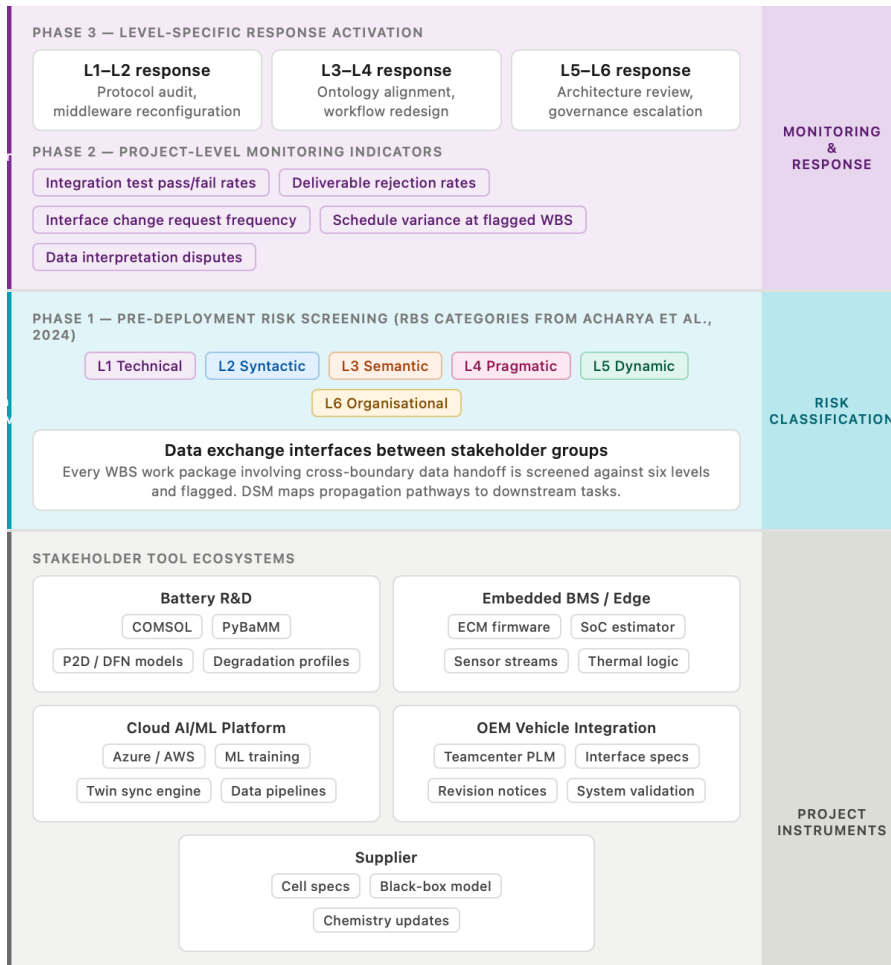 PHASE 3 — LEVEL-SPECIFIC RESPONSE ACTIVATION
L1–L2 response
Protocol audit,
middleware reconfiguration
L3–L4 response
Ontology alignment,
workflow redesign
L5–L6 response
Architecture review,
governance escalation
MONITORING
&
RESPONSE
PHASE 2 — PROJECT-LEVEL MONITORING INDICATORS
Integration test pass/fail rates
Deliverable rejection rates
Interface change request frequency
Schedule variance at flagged WBS
Data interpretation disputes
PHASE 1 — PRE-DEPLOYMENT RISK SCREENING (RBS CATEGORIES FROM ACHARYA ET AL.,
2024)
L1 Technical
L2 Syntactic
L3 Semantic
L4 Pragmatic
L5 Dynamic
L6 Organisational
RISK
CLASSIFICATION
Data exchange interfaces between stakeholder groups
Every WBS work package involving cross-boundary data handoff is screened against six levels
and flagged. DSM maps propagation pathways to downstream tasks.
STAKEHOLDER TOOL ECOSYSTEMS
Battery R&D
COMSOL
PyBaMM
P2D / DFN models
Degradation profiles
Embedded BMS / Edge
ECM firmware
SoC estimator
Sensor streams
Thermal logic
Cloud AI/ML Platform
Azure / AWS
ML training
Twin sync engine
Data pipelines
OEM Vehicle Integration
Teamcenter PLM
Interface specs
Revision notices
System validation
PROJECT
INSTRUMENTS
Supplier
Cell specs
Black-box model
Chemistry updates